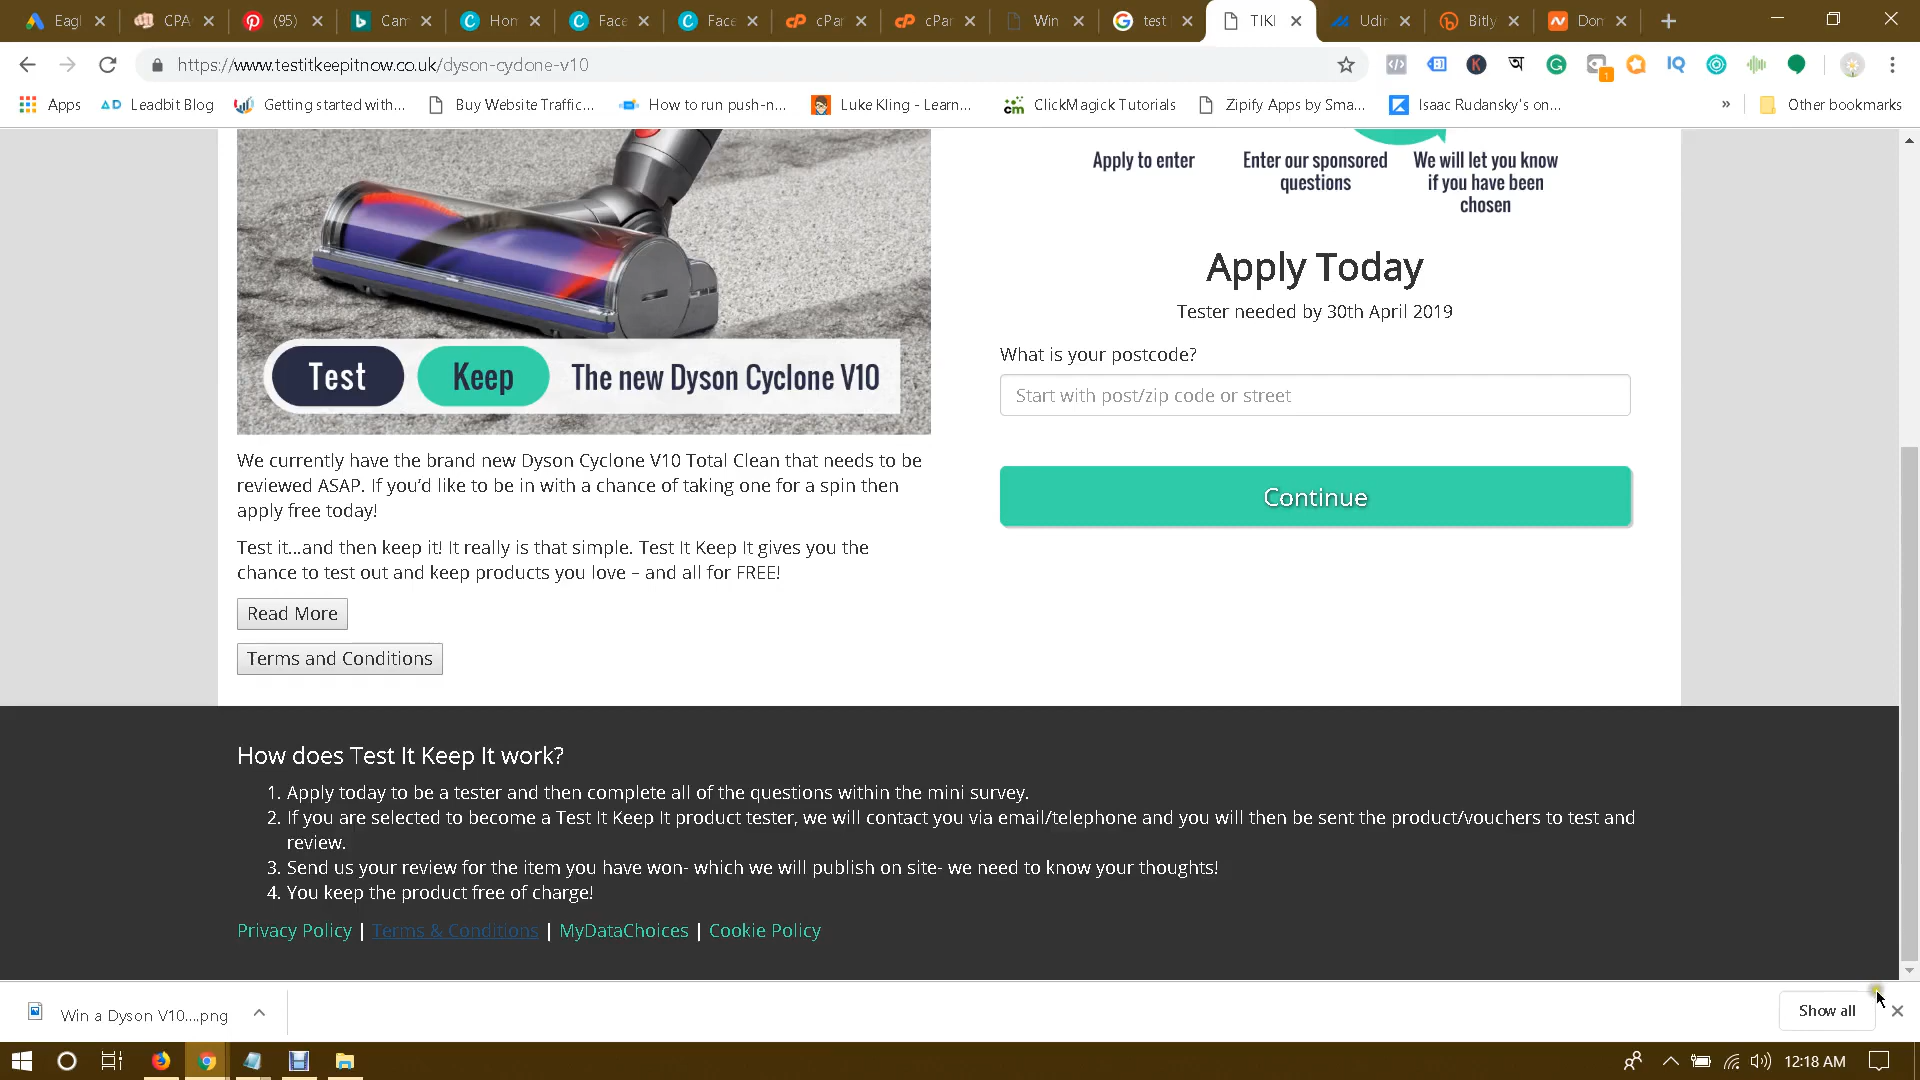 Eagl
CPA
(95)
Cam
Hon
Face
Face
cPar
cPar
Win
test
TIKI
Udir
Bitly
Dom
https://www.testitkeepitnow.co.uk/dyson-cyclone-v10
Apps
Leadbit Blog
Getting started with...
Buy Website Traffic...
How to run push-n...
Luke Kling - Learn...
ClickMagick Tutorials
Zipify Apps by Sma...
Isaac Rudansky's on...
»
Other bookmarks
Apply to enter
Enter our sponsored
questions
We will let you know
if you have been
chosen
Apply Today
Tester needed by 30th April 2019
What is your postcode?
Start with post/zip code or street
Continue
Test Keep The new Dyson Cyclone V10
We currently have the brand new Dyson Cyclone V10 Total Clean that needs to be
reviewed ASAP. If you’d like to be in with a chance of taking one for a spin then
apply free today!
Test it...and then keep it! It really is that simple. Test It Keep It gives you the
chance to test out and keep products you love – and all for FREE!
Read More
Terms and Conditions
How does Test It Keep It work?
1. Apply today to be a tester and then complete all of the questions within the mini survey.
2. If you are selected to become a Test It Keep It product tester, we will contact you via email/telephone and you will then be sent the product/vouchers to test and
review.
3. Send us your review for the item you have won- which we will publish on site- we need to know your thoughts!
4. You keep the product free of charge!
Privacy Policy | Terms & Conditions | MyDataChoices | Cookie Policy
Win a Dyson V10....png
Show all
12:18 AM